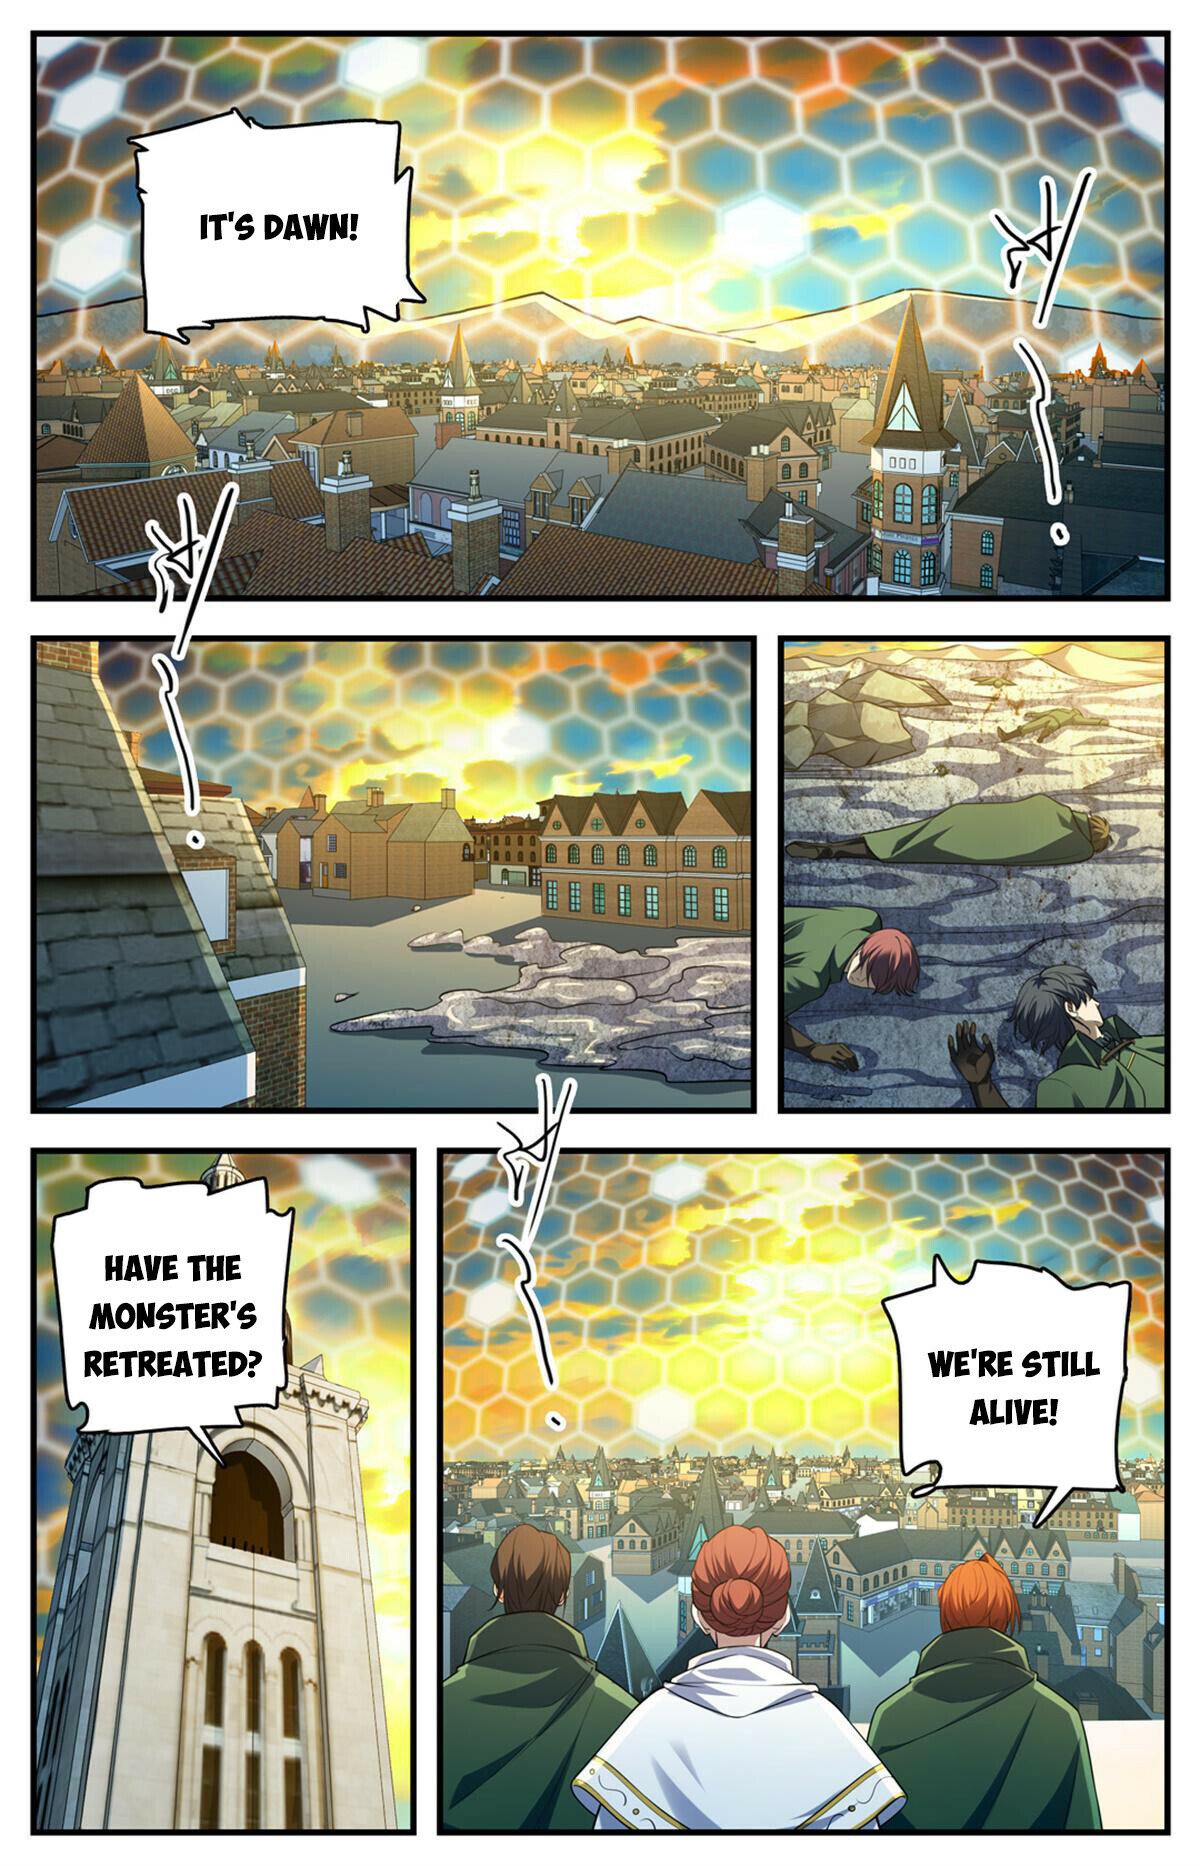 IT'S DAWN!
HAVE THE
MONSTER'S
RETREATED?
WE'RE STILL
ALIVE!